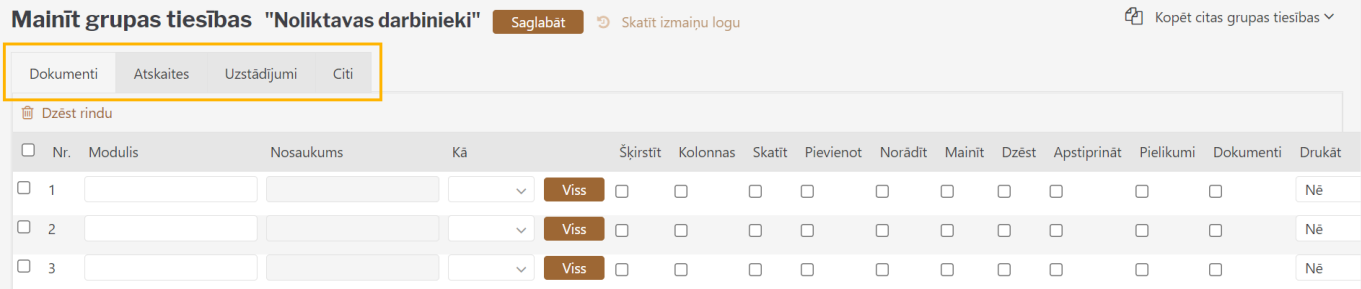 Mainīt grupas tiesības "Noliktavas darbinieki" Saglabāt Skatīt izmaiņu logu Kopēt citas grupas tiesības
Dokumenti Atskaites Uzstādījumi Citi
Dzēst rindu
Nr. Modulis Nosaukums Kā Šķirstīt Kolonnas Skatīt Pievienot Norādīt Mainīt Dzēst Apstiprināt Pielikumi Dokumenti Drukāt
1 Viss Nē
2 Viss Nē
3 Viss Nē